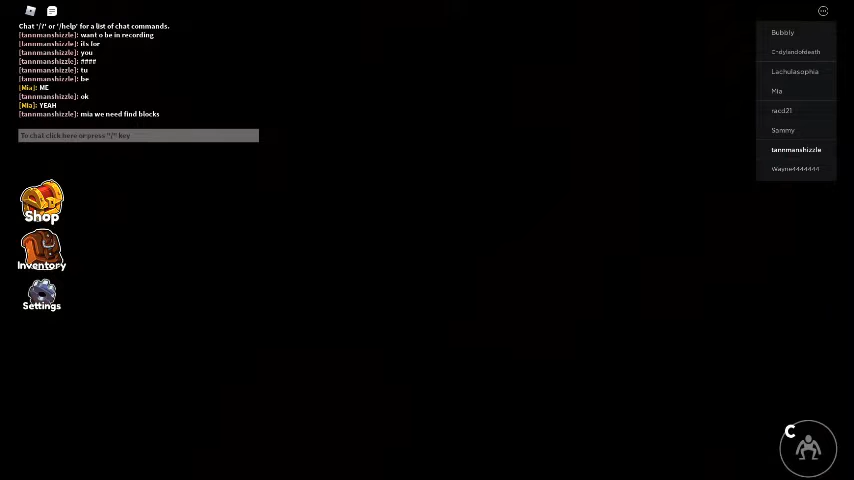 Chat '/?' or '/help' for a list of chat commands.
[tannmanshizzle]: want o be in recording
[tannmanshizzle]: its for
[tannmanshizzle]: you
[tannmanshizzle]: ####
[tannmanshizzle]: tu
[tannmanshizzle]: be
[Mia]: ME
[tannmanshizzle]: ok
[Mia]: YEAH
[tannmanshizzle]: mia we need find blocks
To chat click here or press "/" key
Shop
Inventory
Settings
Bubbly
Endylandofdeath
Lachulasophia
Mia
racd21
Sammy
tannmanshizzle
Wayne4444444
C